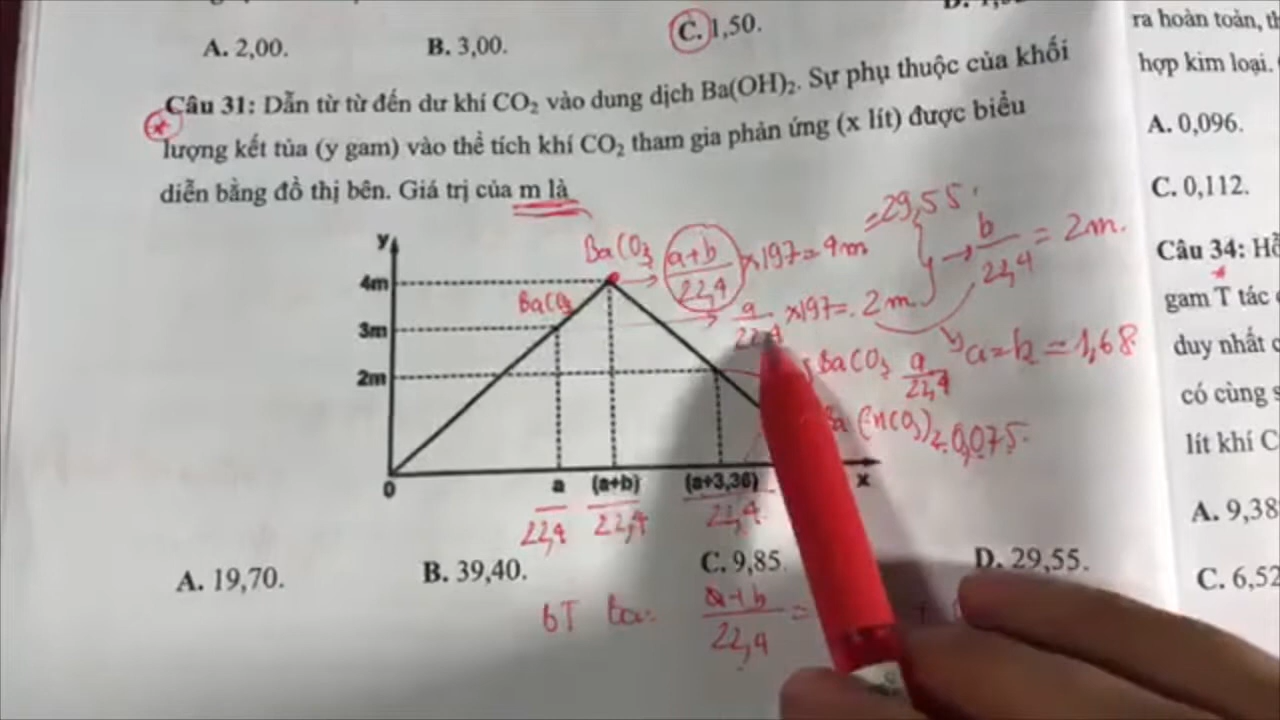 A. 2,00.
B. 3,00.
C. 1,50.
ra hoàn toàn, th
hợp kim loại.
A. 0,096.
C. 0,112.
Câu 31: Dẫn từ từ đến dư khí CO₂ vào dung dịch Ba(OH)₂. Sự phụ thuộc của khối
lượng kết tủa (y gam) vào thể tích khí CO₂ tham gia phản ứng (x lít) được biểu
diễn bằng đồ thị bên. Giá trị của m là
y
4m
3m
2m
0
a
(a+b)
(a+3,36)
x
BaCO₃ (a+b)/22,4 ×197 = 4m = 29,55
BaCO₃
a/22,4 ×197 = 2m
→ b/22,4 = 2m.
a=b=1,68
BaCO₃ a/22,4
(HCO₃)₂ 0,075
22,4
22,4
22,4
A. 19,70.
B. 39,40.
C. 9,85.
D. 29,55.
BT Ba: a+b/22,4 =
Câu 34: Hỗ
gam T tác
duy nhất
có cùng s
lít khí C
A. 9,38
C. 6,52